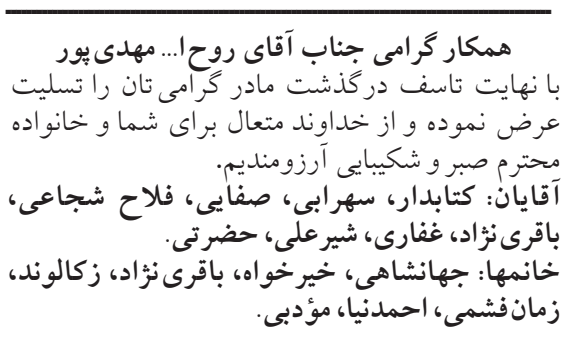 همکار گرامی جناب آقای روح‌ا... مهدی‌پور
با نهایت تاسف درگذشت مادر گرامی‌تان را تسلیت
عرض نموده و از خداوند متعال برای شما و خانواده
محترم صبر و شکیبایی آرزومندیم.
آقایان: کتابدار، سهرابی، صفایی، فلاح شجاعی،
باقری‌نژاد، غفاری، شیرعلی، حضرتی.
خانمها: جهانشاهی، خیرخواه، باقری‌نژاد، زکالوند،
زمان‌فشمی، احمدنیا، مؤدبی.